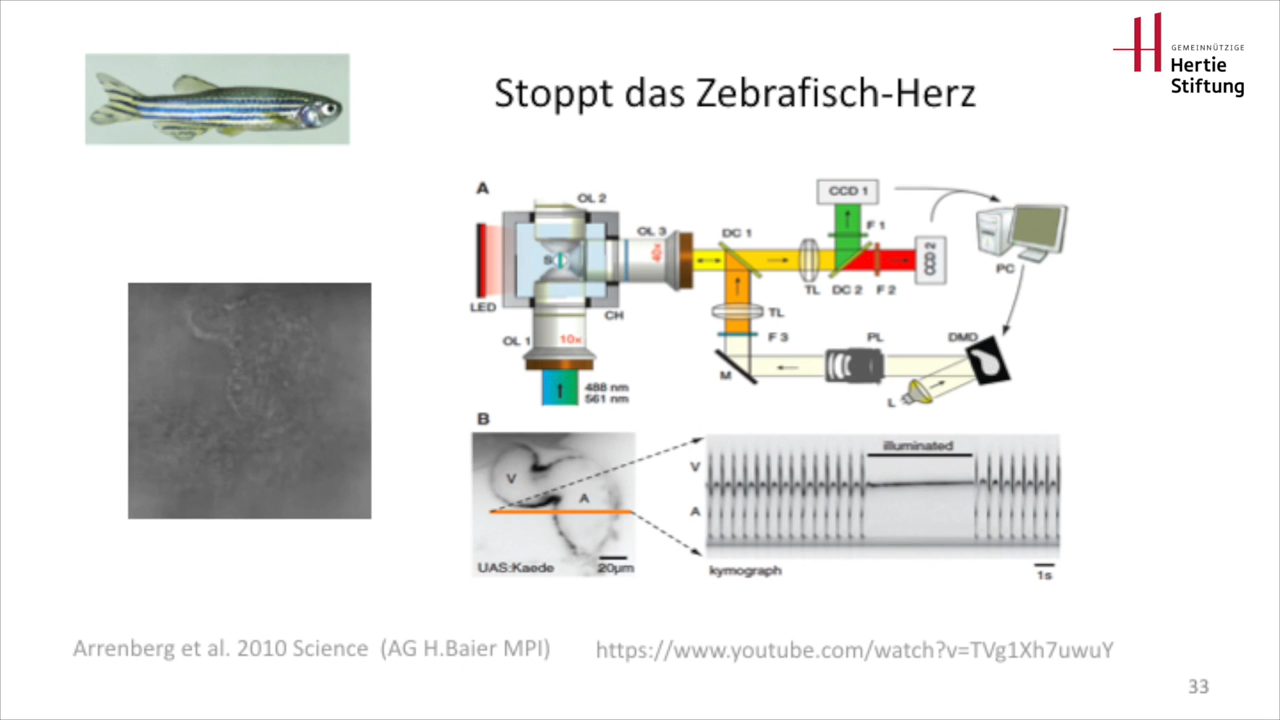 GEMEINNÜTZIGE
Hertie
Stiftung
Stoppt das Zebrafisch-Herz
A
OL 2
CCD 1
OL 3
DC 1
F 1
40x
S
CCD 2
PC
LED
TL
DC 2
F 2
CH
TL
OL 1
10x
F 3
PL
DMD
M
488 nm
561 nm
L
B
illuminated
V
V
A
A
UAS:Kaede
20µm
kymograph
1s
Arrenberg et al. 2010 Science (AG H.Baier MPI)
https://www.youtube.com/watch?v=TVg1Xh7uwuY
33